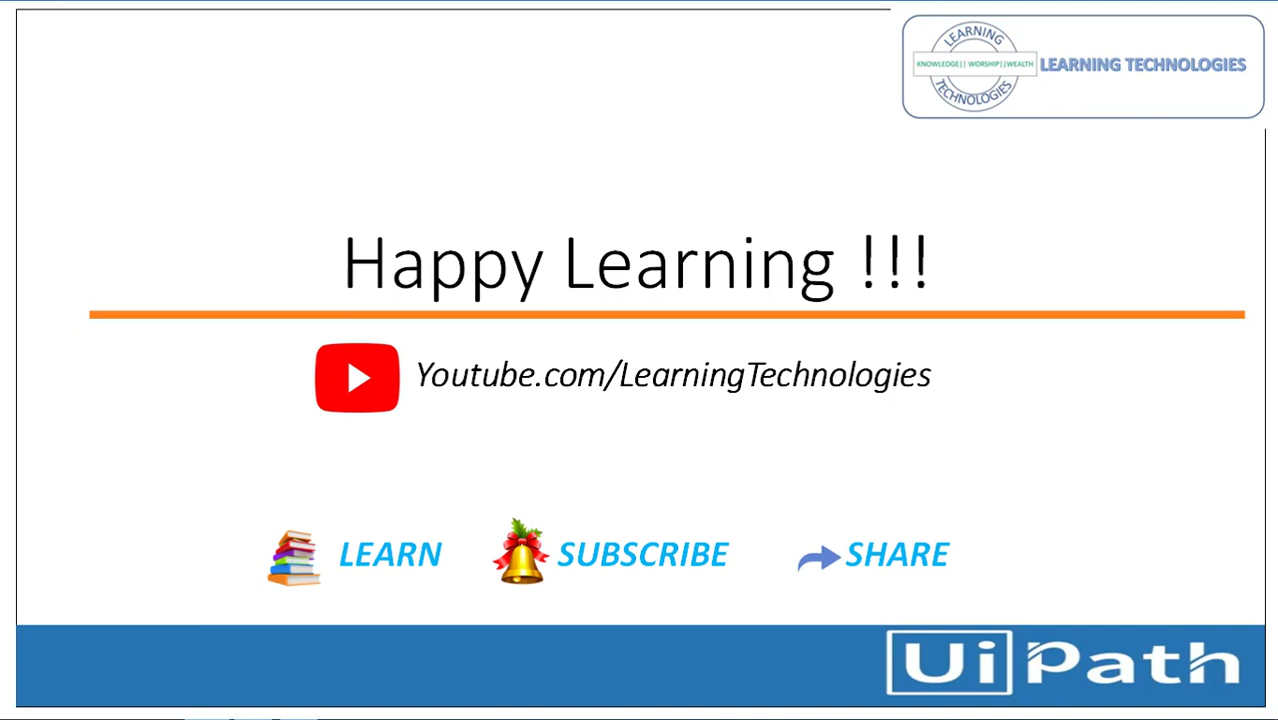 LEARNING
KNOWLEDGE|| WORSHIP||WEALTH
TECHNOLOGIES
LEARNING TECHNOLOGIES
Happy Learning !!!
Youtube.com/LearningTechnologies
LEARN
SUBSCRIBE
SHARE
UiPath